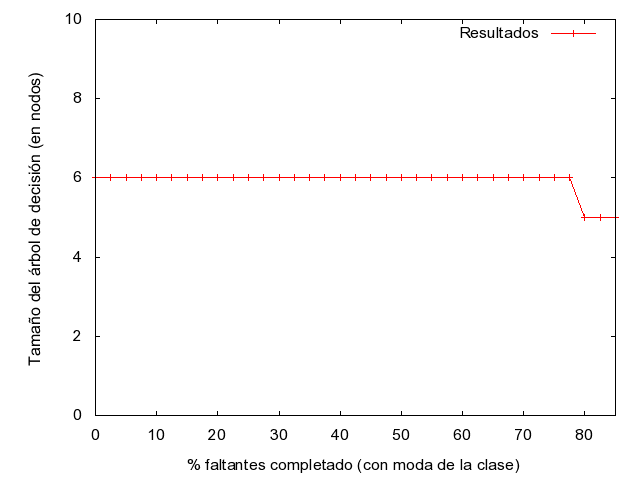 Resultados
Tamaño del árbol de decisión (en nodos)
10
8
6
4
2
0
0 10 20 30 40 50 60 70 80
% faltantes completado (con moda de la clase)